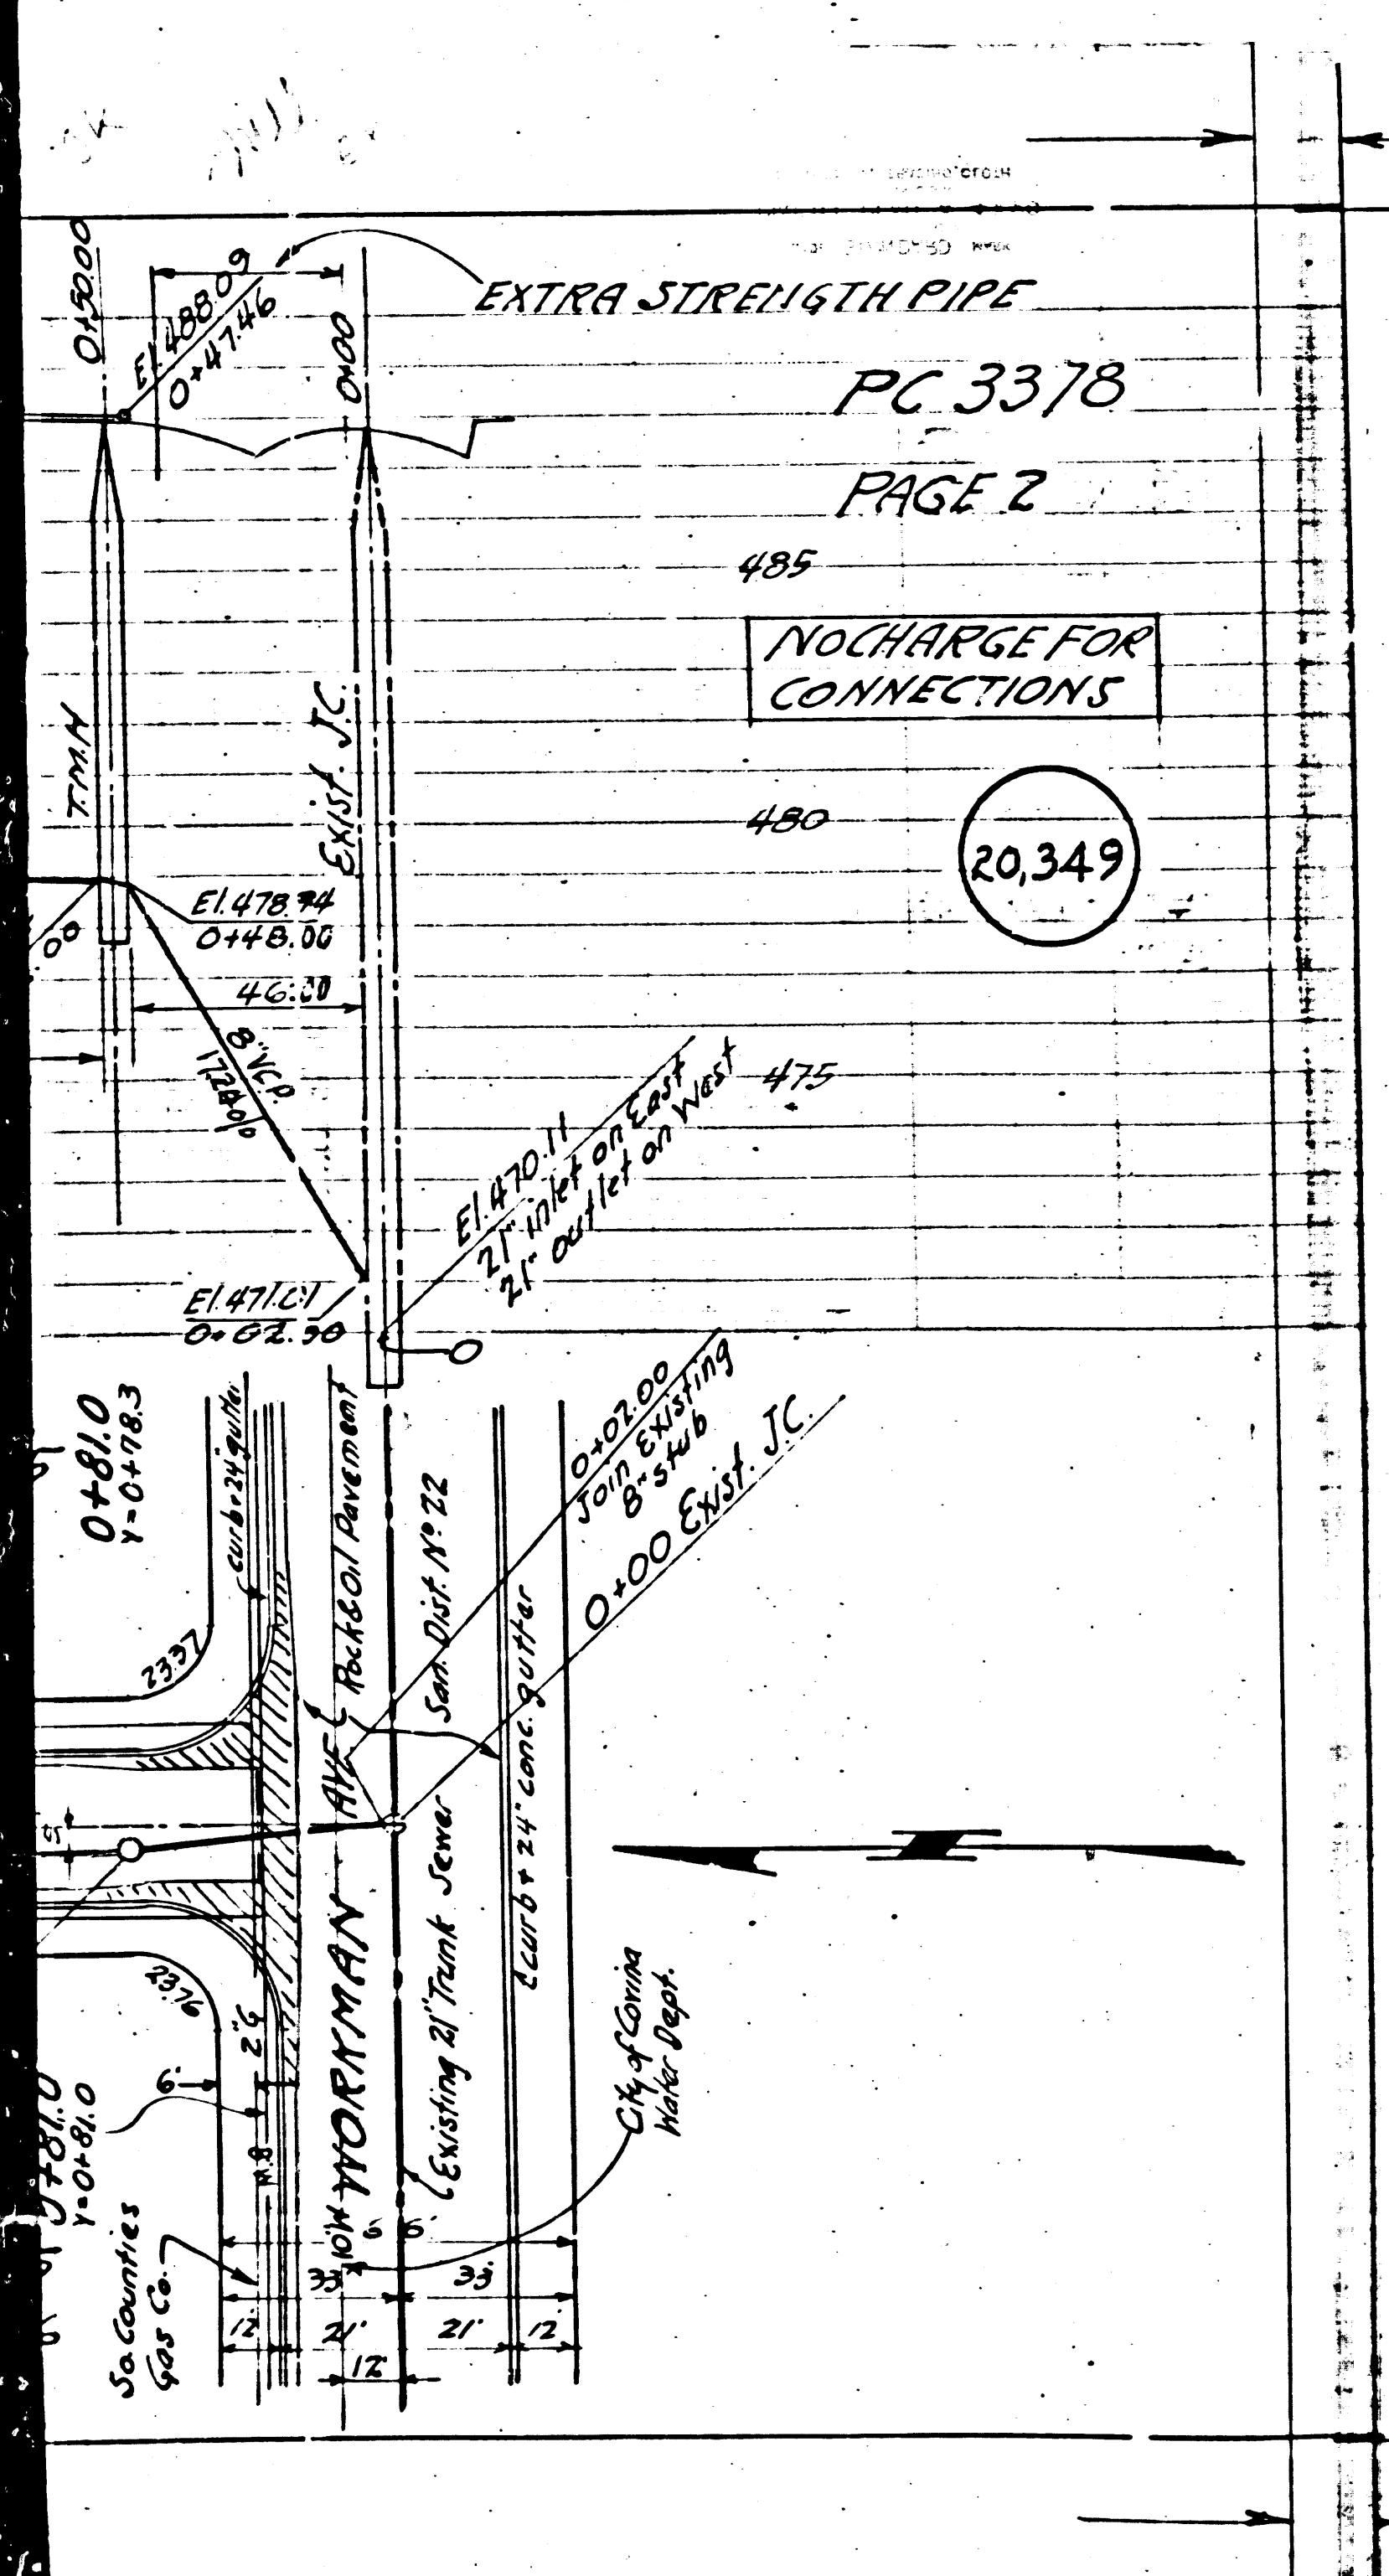 0+50.00
El. 488.09
0+47.46
0+00
EXTRA STRENGTH PIPE
PC 3378
PAGE 2
485
NO CHARGE FOR
CONNECTIONS
T.M.H
Exist. J.C.
480
20,349
El. 478.94
0+48.00
46.00
8" V.C.P.
475
El. 470.11
21" inlet on East
21" outlet on West
El. 471.01
0+02.90
0+81.0
Y=0+78.3
curb & 24 gutter
Rock & Oil Pavement
San. Dist. Nº 22
0+02.00
Join Existing
8" stub
0+00 Exist. J.C.
23.37
WORKMAN AVE
Existing 21" Trunk Sewer
curb & 24" conc. gutter
23.76
2"G
6'
City of Covina
Water Dept.
0+81.0
Y=0+81.0
So. Counties
Gas Co.
10"W
6' 6'
33' 33'
12' 21' 21' 12'
12'